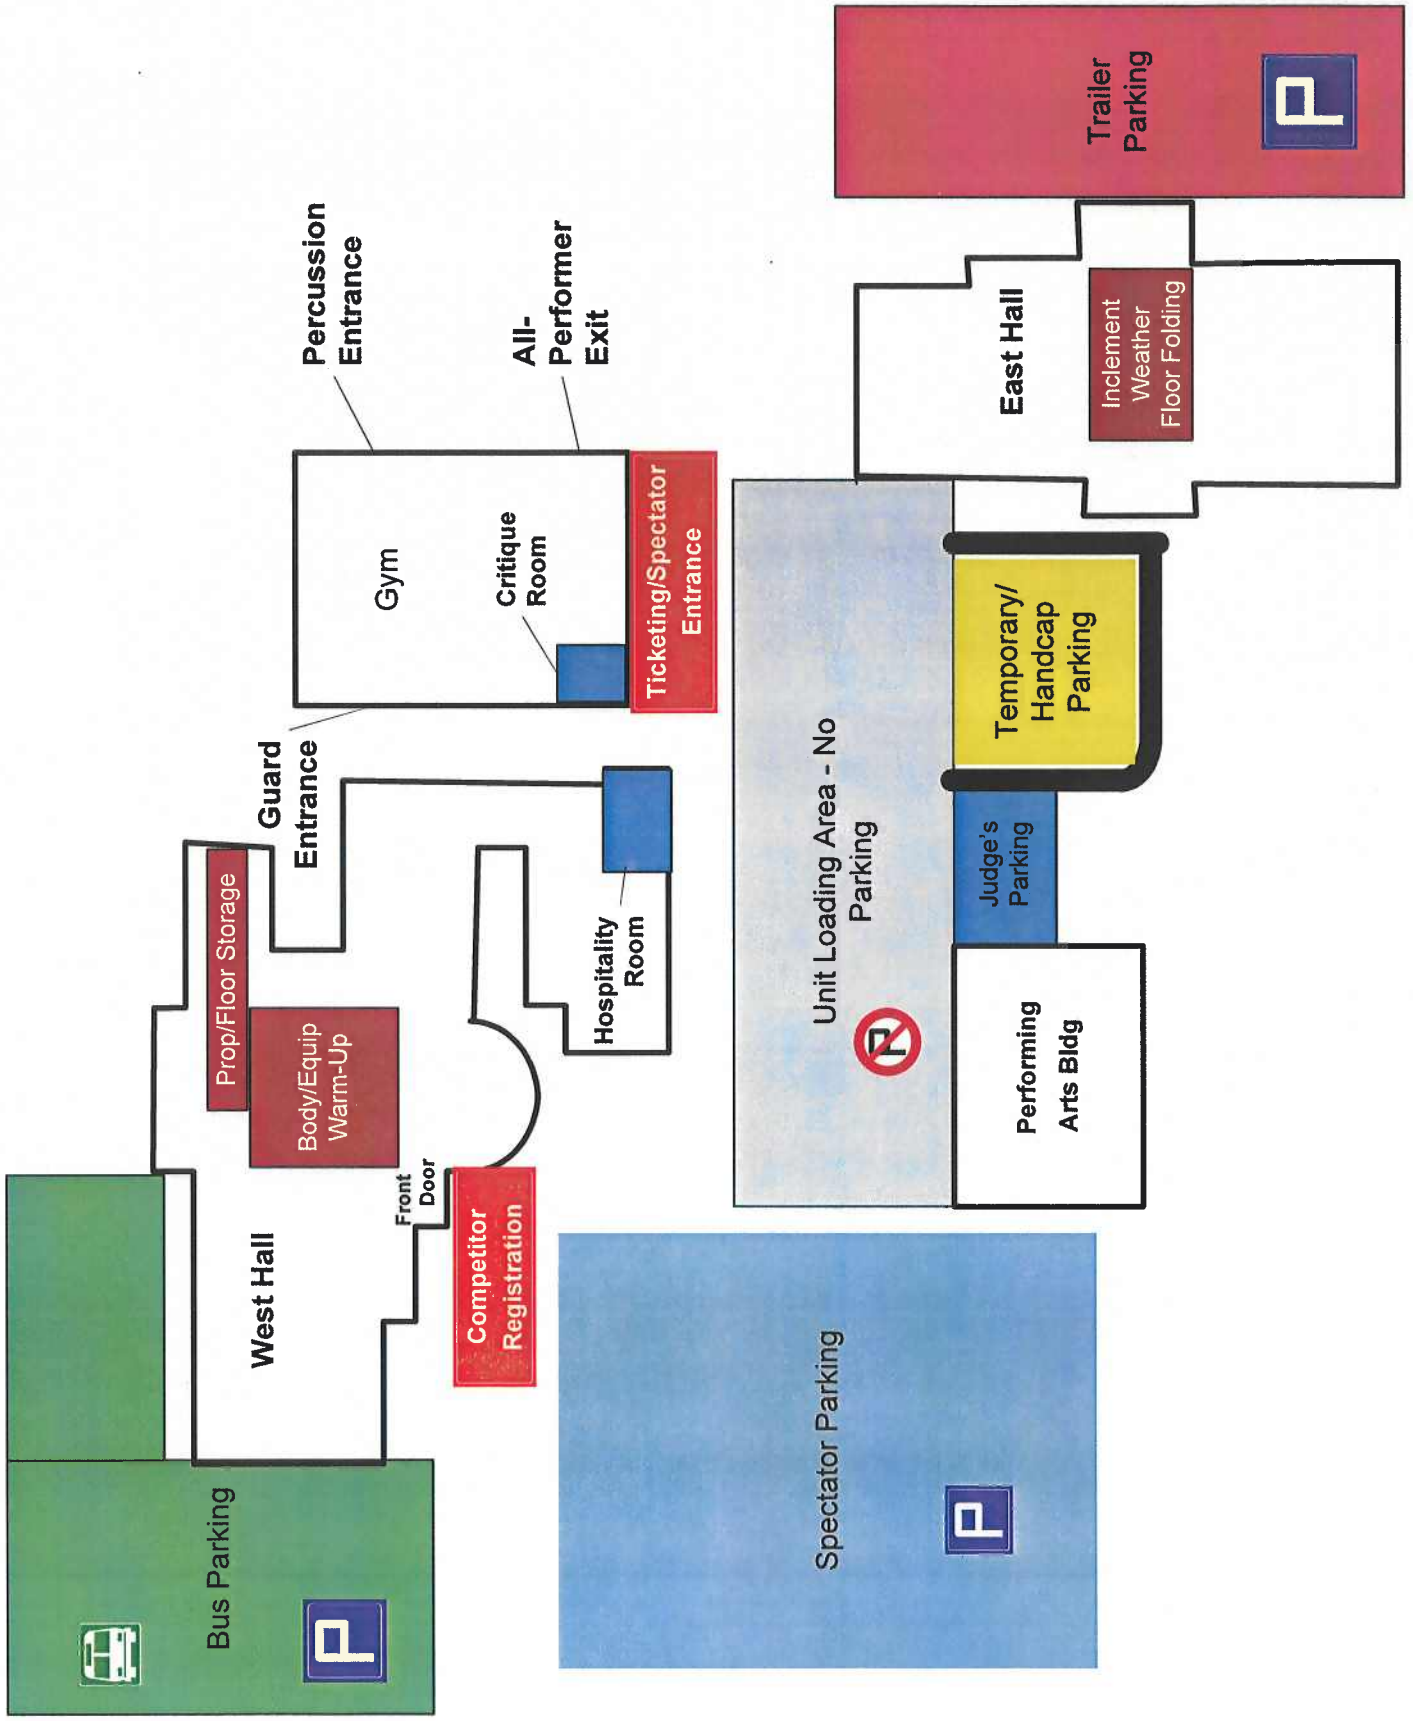 Bus Parking
P
West Hall
Prop/Floor Storage
Body/Equip
Warm-Up
Front
Door
Competitor
Registration
Guard
Entrance
Percussion
Entrance
Gym
Critique
Room
All-
Performer
Exit
Hospitality
Room
Ticketing/Spectator
Entrance
Spectator Parking
P
Unit Loading Area - No
Parking
P
Performing
Arts Bldg
Judge's
Parking
Temporary/
Handcap
Parking
East Hall
Inclement
Weather
Floor Folding
Trailer
Parking
P